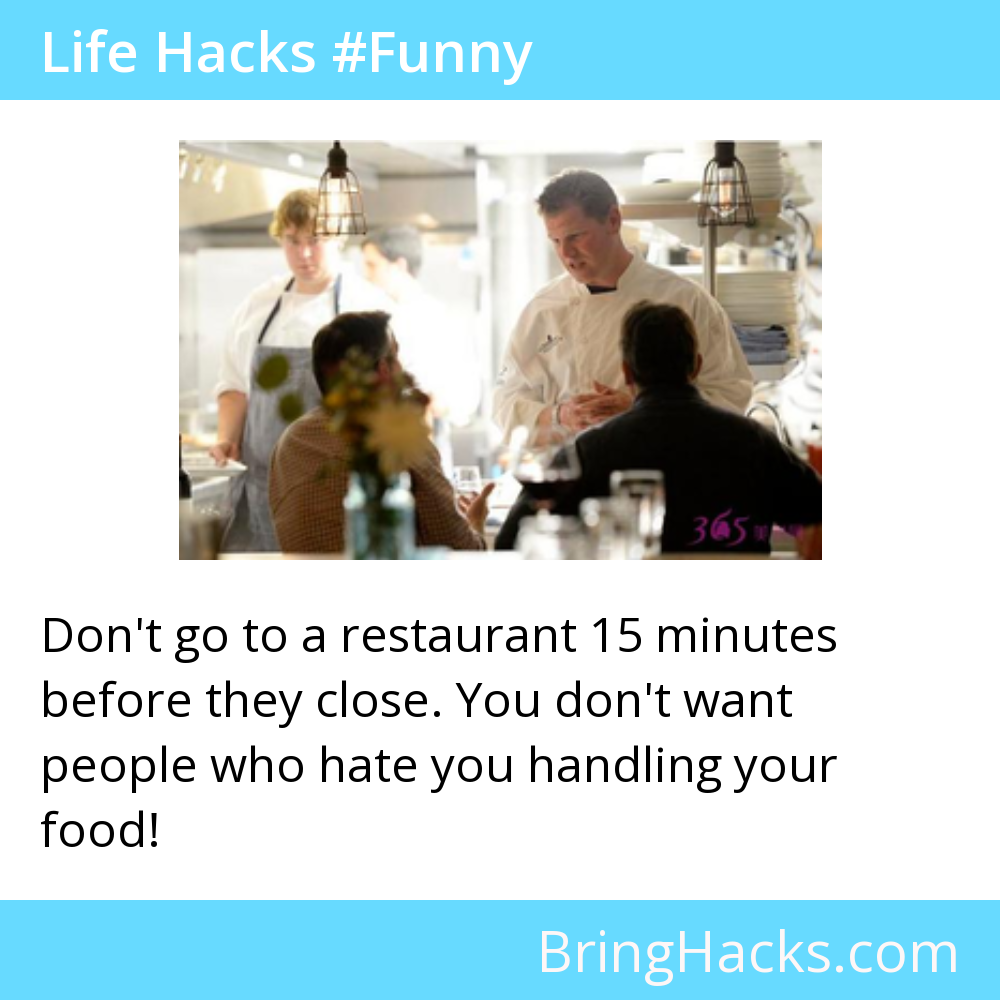 Life Hacks #Funny
365 美
Don't go to a restaurant 15 minutes
before they close. You don't want
people who hate you handling your
food!
BringHacks.com